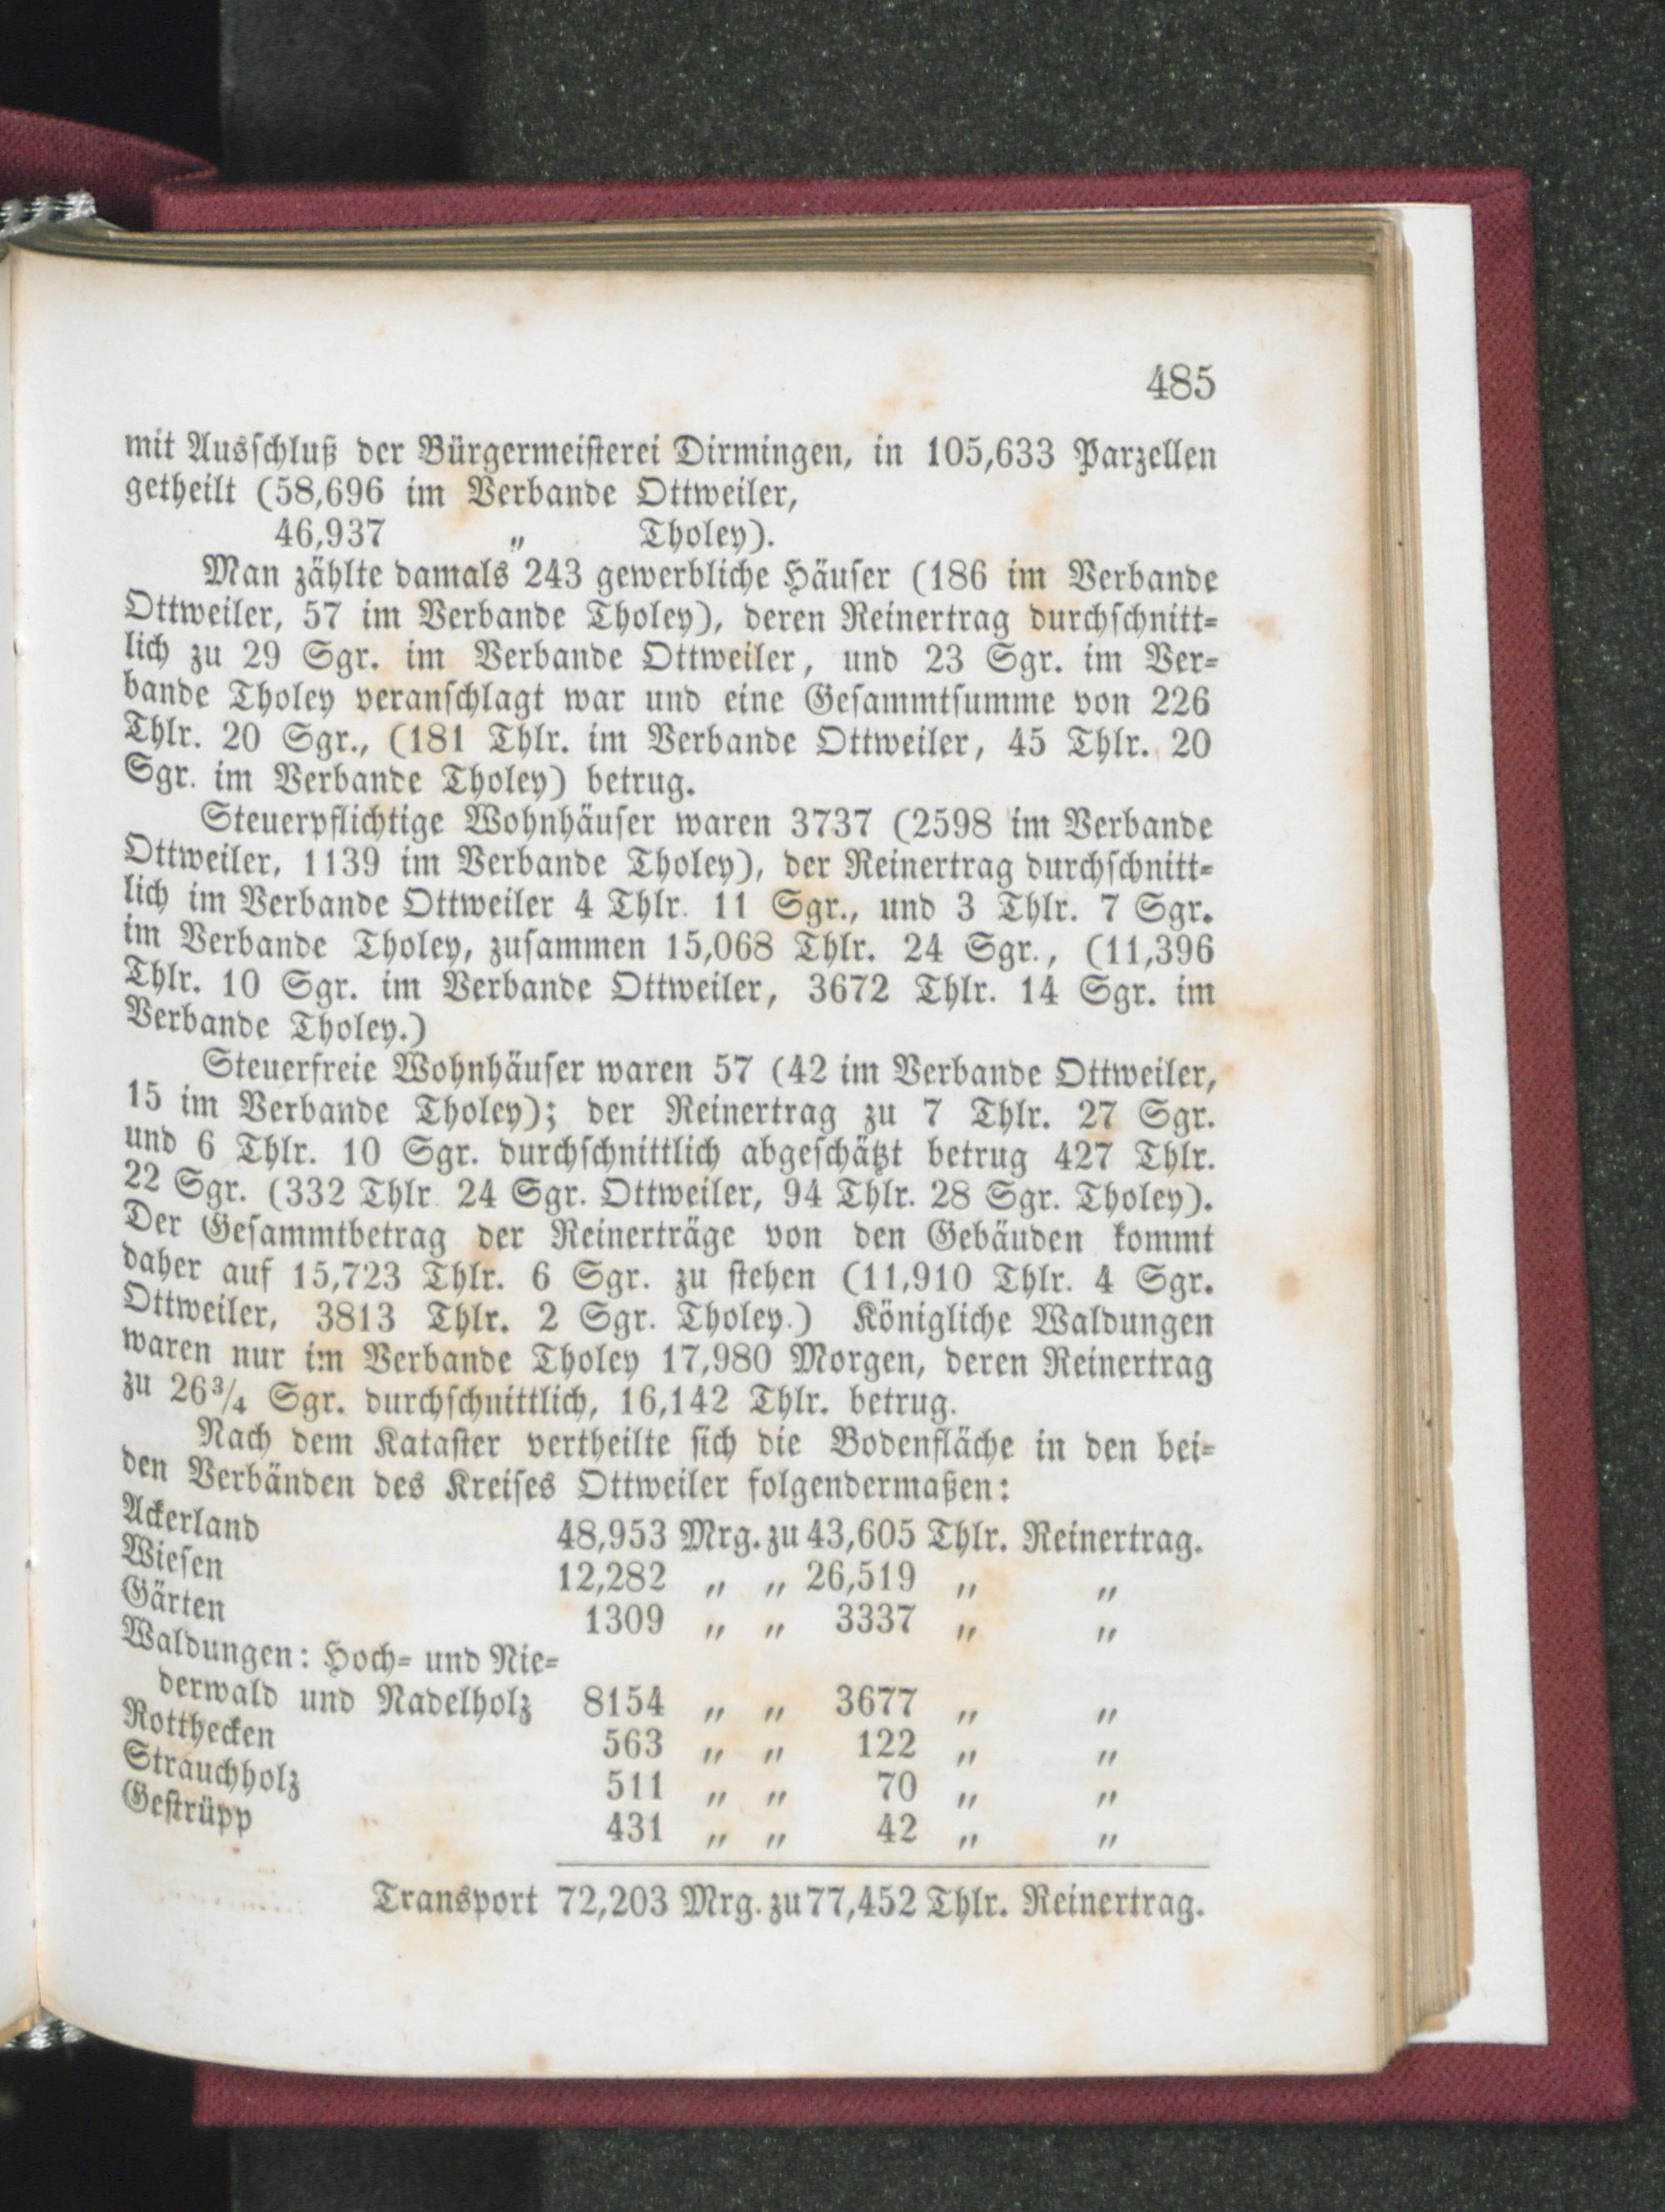 485
mit Ausschluß der Bürgermeisterei Dirmingen, in 105,633 Parzellen
getheilt (58,696 im Verbande Ottweiler,
46,937 „ Tholey).
Man zählte damals 243 gewerbliche Häuser (186 im Verbande
Ottweiler, 57 im Verbande Tholey), deren Reinertrag durchschnitt-
lich zu 29 Sgr. im Verbande Ottweiler, und 23 Sgr. im Ver-
bande Tholey veranschlagt war und eine Gesammtsumme von 226
Thlr. 20 Sgr., (181 Thlr. im Verbande Ottweiler, 45 Thlr. 20
Sgr. im Verbande Tholey) betrug.
Steuerpflichtige Wohnhäuser waren 3737 (2598 im Verbande
Ottweiler, 1139 im Verbande Tholey), der Reinertrag durchschnitt-
lich im Verbande Ottweiler 4 Thlr. 11 Sgr., und 3 Thlr. 7 Sgr.
im Verbande Tholey, zusammen 15,068 Thlr. 24 Sgr., (11,396
Thlr. 10 Sgr. im Verbande Ottweiler, 3672 Thlr. 14 Sgr. im
Verbande Tholey.)
Steuerfreie Wohnhäuser waren 57 (42 im Verbande Ottweiler,
15 im Verbande Tholey); der Reinertrag zu 7 Thlr. 27 Sgr.
und 6 Thlr. 10 Sgr. durchschnittlich abgeschätzt betrug 427 Thlr.
22 Sgr. (332 Thlr. 24 Sgr. Ottweiler, 94 Thlr. 28 Sgr. Tholey).
Der Gesammtbetrag der Reinerträge von den Gebäuden kommt
daher auf 15,723 Thlr. 6 Sgr. zu stehen (11,910 Thlr. 4 Sgr.
Ottweiler, 3813 Thlr. 2 Sgr. Tholey.) Königliche Waldungen
waren nur im Verbande Tholey 17,980 Morgen, deren Reinertrag
zu 26¾ Sgr. durchschnittlich, 16,142 Thlr. betrug.
Nach dem Kataster vertheilte sich die Bodenfläche in den bei-
den Verbänden des Kreises Ottweiler folgendermaßen:
Ackerland 48,953 Mrg. zu 43,605 Thlr. Reinertrag.
Wiesen 12,282 „ „ 26,519 „ „
Gärten 1309 „ „ 3337 „ „
Waldungen: Hoch- und Nie-
derwald und Nadelholz 8154 „ „ 3677 „ „
Rotthecken 563 „ „ 122 „ „
Strauchholz 511 „ „ 70 „ „
Gestrüpp 431 „ „ 42 „ „
Transport 72,203 Mrg. zu 77,452 Thlr. Reinertrag.